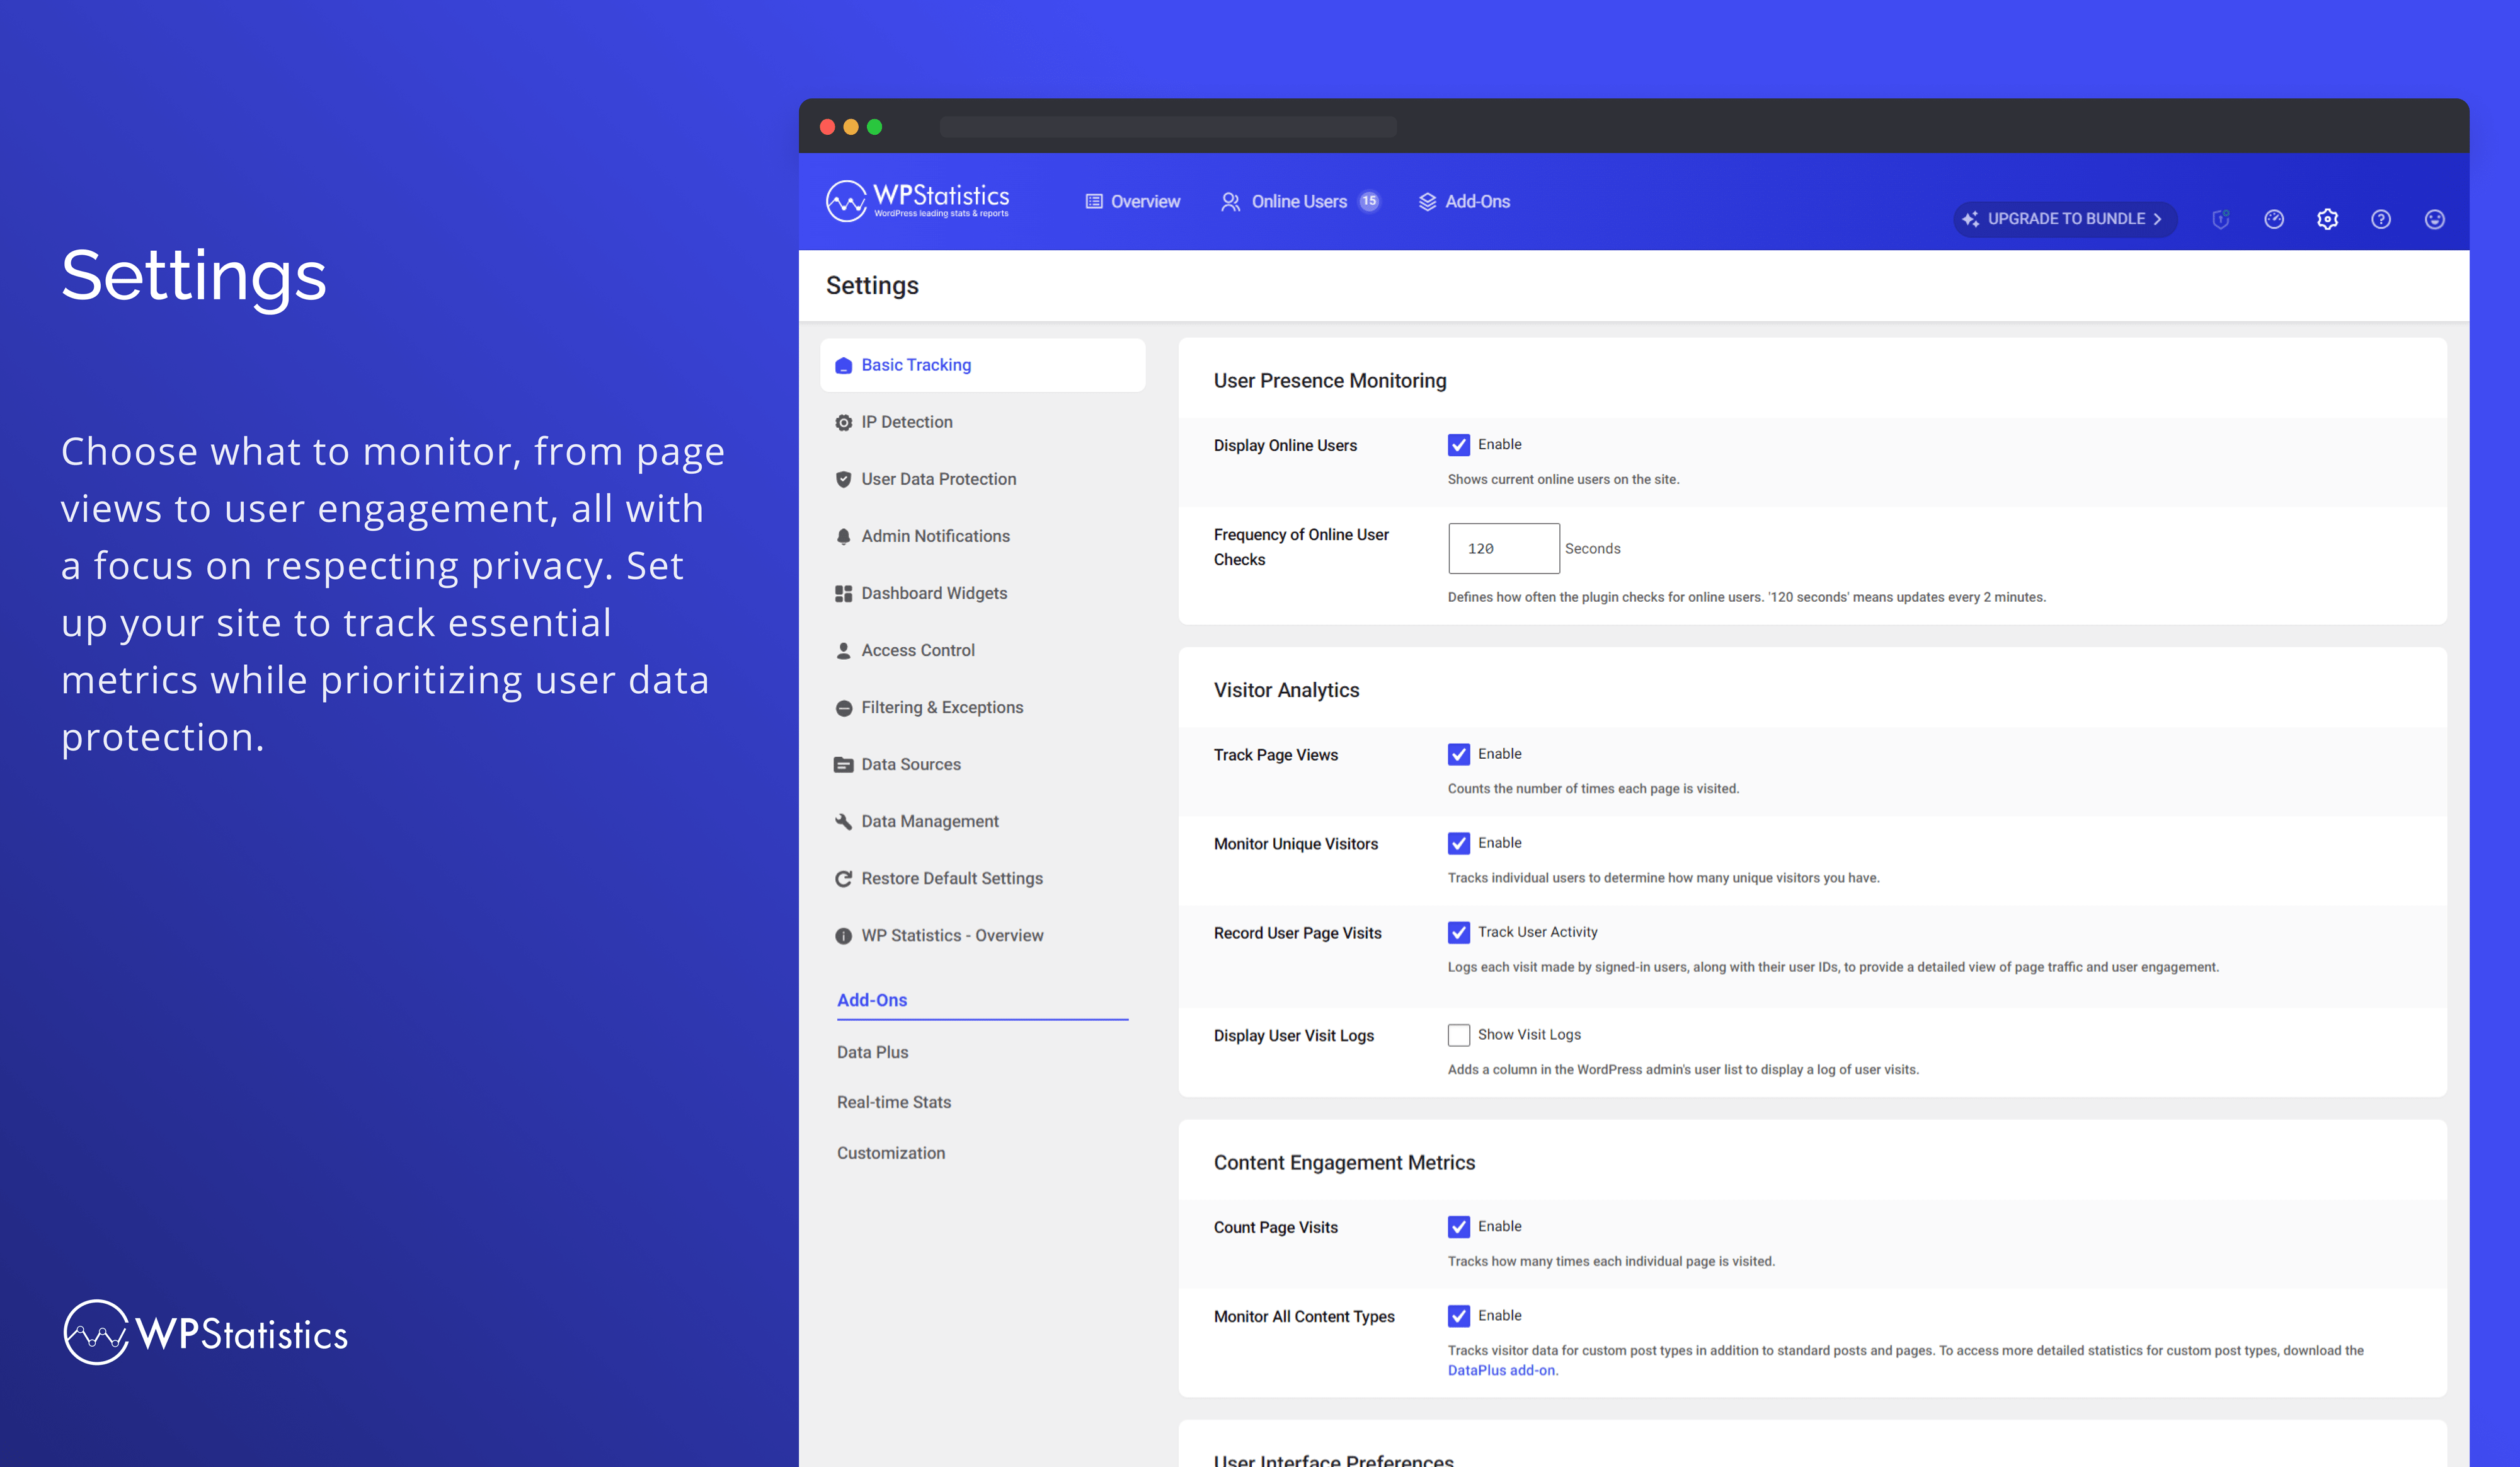 Settings
Choose what to monitor, from page
views to user engagement, all with
a focus on respecting privacy. Set
up your site to track essential
metrics while prioritizing user data
protection.
WPStatistics
WPStatistics
WordPress leading stats & reports
Overview
Online Users 15
Add-Ons
UPGRADE TO BUNDLE
Settings
Basic Tracking
IP Detection
User Data Protection
Admin Notifications
Dashboard Widgets
Access Control
Filtering & Exceptions
Data Sources
Data Management
Restore Default Settings
WP Statistics - Overview
Add-Ons
Data Plus
Real-time Stats
Customization
User Presence Monitoring
Display Online Users
Enable
Shows current online users on the site.
Frequency of Online User
Checks
120 Seconds
Defines how often the plugin checks for online users. '120 seconds' means updates every 2 minutes.
Visitor Analytics
Track Page Views
Enable
Counts the number of times each page is visited.
Monitor Unique Visitors
Enable
Tracks individual users to determine how many unique visitors you have.
Record User Page Visits
Track User Activity
Logs each visit made by signed-in users, along with their user IDs, to provide a detailed view of page traffic and user engagement.
Display User Visit Logs
Show Visit Logs
Adds a column in the WordPress admin's user list to display a log of user visits.
Content Engagement Metrics
Count Page Visits
Enable
Tracks how many times each individual page is visited.
Monitor All Content Types
Enable
Tracks visitor data for custom post types in addition to standard posts and pages. To access more detailed statistics for custom post types, download the
DataPlus add-on.
User Interface Preferences